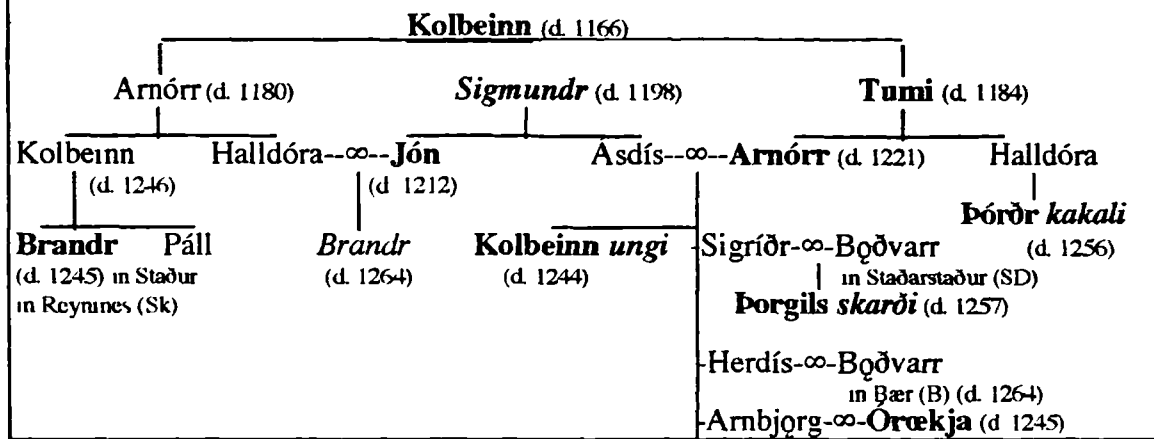 Kolbeinn (d. 1166)
Arnórr (d. 1180) Sigmundr (d. 1198) Tumi (d. 1184)
Kolbeinn Halldóra--∞--Jón Ásdís--∞--Arnórr (d. 1221) Halldóra
(d. 1246) (d 1212)
Þórðr kakali
Brandr Páll Brandr Kolbeinn ungi Sigríðr-∞-Bǫðvarr (d. 1256)
(d. 1245) in Staður (d. 1264) (d. 1244) in Staðarstaður (SD)
in Reynines (Sk) Þorgils skarði (d. 1257)
Herdís-∞-Bǫðvarr
in Bær (B) (d. 1264)
Arnbjǫrg-∞-Órœkja (d 1245)